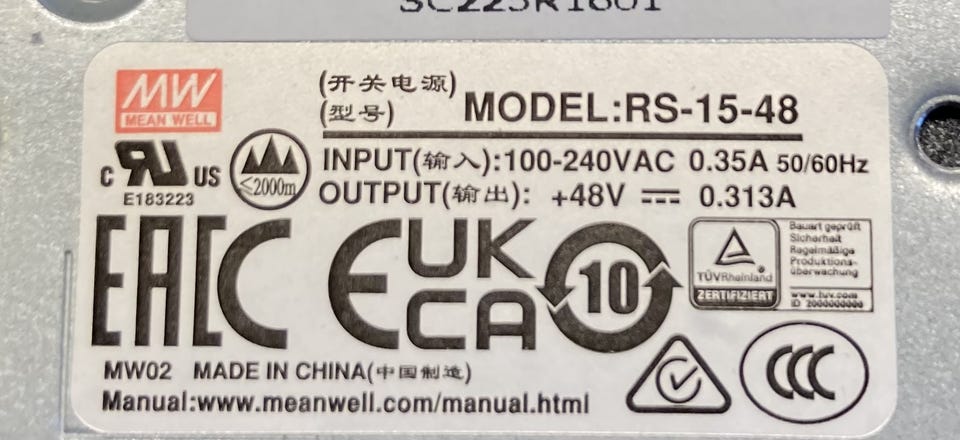 SC223R1801
MW
MEAN WELL
(开关电源)
(型号)
MODEL:RS-15-48
c RU US
E183223
≤2000m
INPUT(输入):100-240VAC 0.35A 50/60Hz
OUTPUT(输出): +48V ⎓ 0.313A
EAC
CE
UK
CA
10
TÜVRheinland
ZERTIFIZIERT
Bauart geprüft
Sicherheit
Regelmäßige
Produktions-
überwachung
www.tuv.com
ID 2000000000
MW02 MADE IN CHINA(中国制造)
Manual:www.meanwell.com/manual.html
CCC